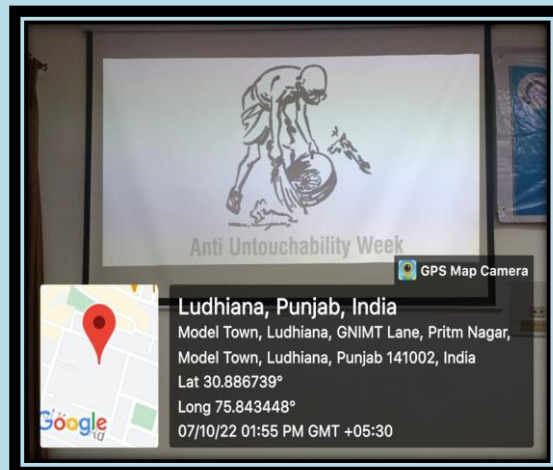 Anti Untouchability Week
GPS Map Camera
Ludhiana, Punjab, India
Model Town, Ludhiana, GNIMT Lane, Pritm Nagar,
Model Town, Ludhiana, Punjab 141002, India
Lat 30.886739°
Long 75.843448°
07/10/22 01:55 PM GMT +05:30
Google